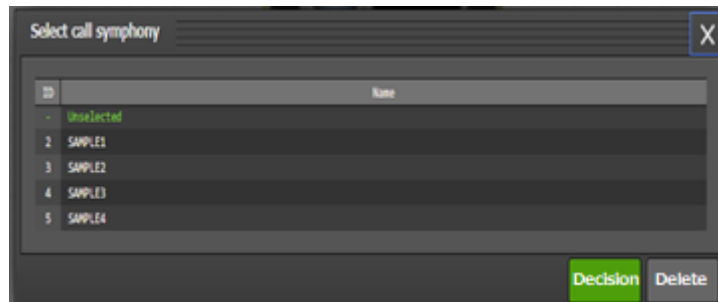 Select call symphony X
ID Name
- Unselected
2 SAMPLE1
3 SAMPLE2
4 SAMPLE3
5 SAMPLE4
Decision Delete